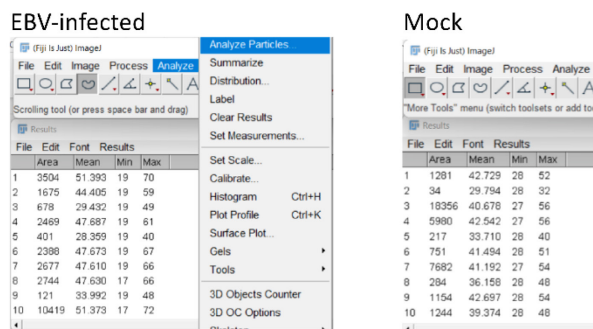 EBV-infected
(Fiji Is Just) ImageJ
File Edit Image Process Analyze
Scrolling tool (or press space bar and drag)
Results
File Edit Font Results
Area Mean Min Max
1 3504 51.393 19 70
2 1675 44.405 19 59
3 678 29.432 19 49
4 2469 47.687 19 61
5 401 28.359 19 40
6 2388 47.673 19 67
7 2677 47.610 19 66
8 2744 47.630 17 66
9 121 33.992 19 48
10 10419 51.373 17 72
Analyze Particles...
Summarize
Distribution...
Label
Clear Results
Set Measurements...
Set Scale...
Calibrate...
Histogram Ctrl+H
Plot Profile Ctrl+K
Surface Plot...
Gels
Tools
3D Objects Counter
3D OC Options
Mock
(Fiji Is Just) ImageJ
File Edit Image Process Analyze
"More Tools" menu (switch toolsets or add too
Results
File Edit Font Results
Area Mean Min Max
1 1281 42.729 28 52
2 34 29.794 28 32
3 18356 40.678 27 56
4 5980 42.542 27 56
5 217 33.710 28 40
6 751 41.494 28 51
7 7682 41.192 27 54
8 284 36.158 28 48
9 1154 42.697 28 54
10 1244 39.374 28 48